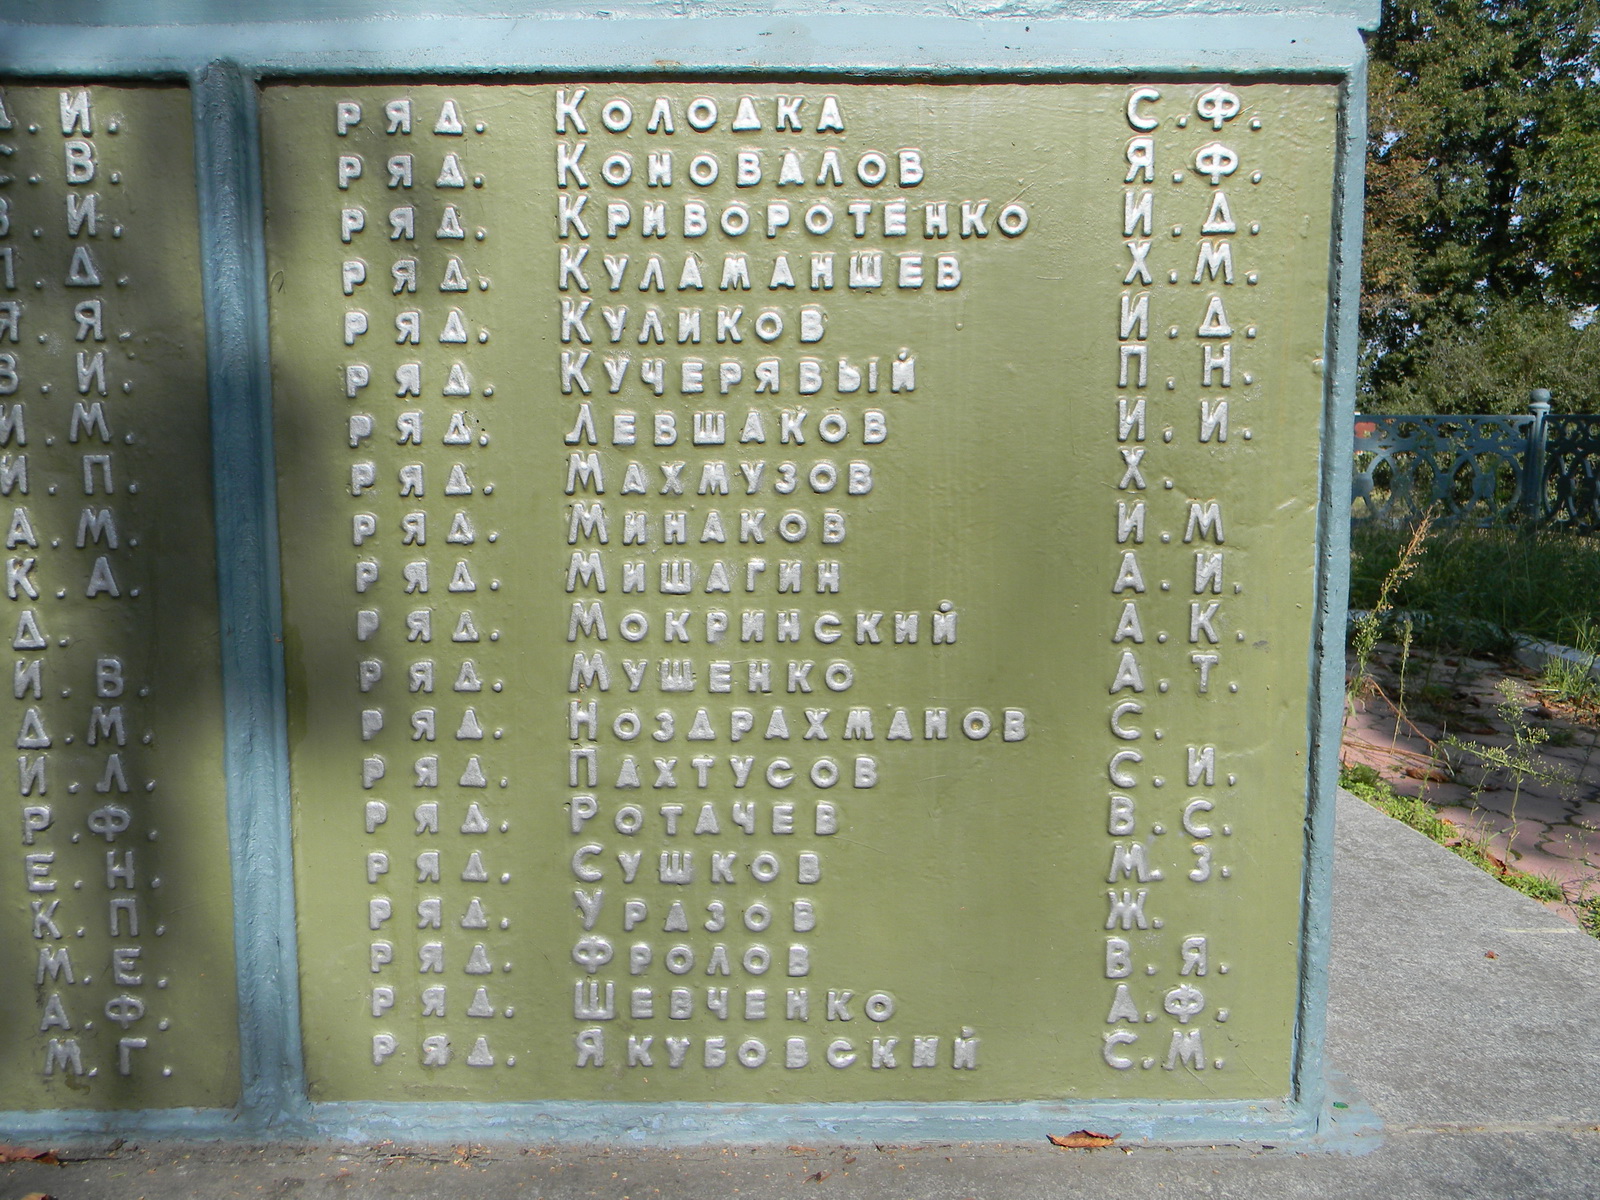 И.
ряд. Колодка С.Ф.
В.
ряд. Коновалов Я.Ф.
В.И.
ряд. Криворотенко И.Д.
Д.
ряд. Куламаншев Х.М.
Я.Я.
ряд. Куликов И.Д.
В.И.
ряд. Кучерявый П.Н.
И.М.
ряд. Левшаков И.И.
И.П.
ряд. Махмузов Х.
А.М.
ряд. Минаков И.М
К.А.
ряд. Мишагин А.И.
Д.
ряд. Мокринский А.К.
И.В.
ряд. Мушенко А.Т.
Д.М.
ряд. Ноздрахманов С.
И.Л.
ряд. Пахтусов С.И.
Р.Ф.
ряд. Ротачев В.С.
Е.Н.
ряд. Сушков М.З.
К.П.
ряд. Уразов Ж.
М.Е.
ряд. Фролов В.Я.
А.Ф.
ряд. Шевченко А.Ф.
М.Г.
ряд. Якубовский С.М.